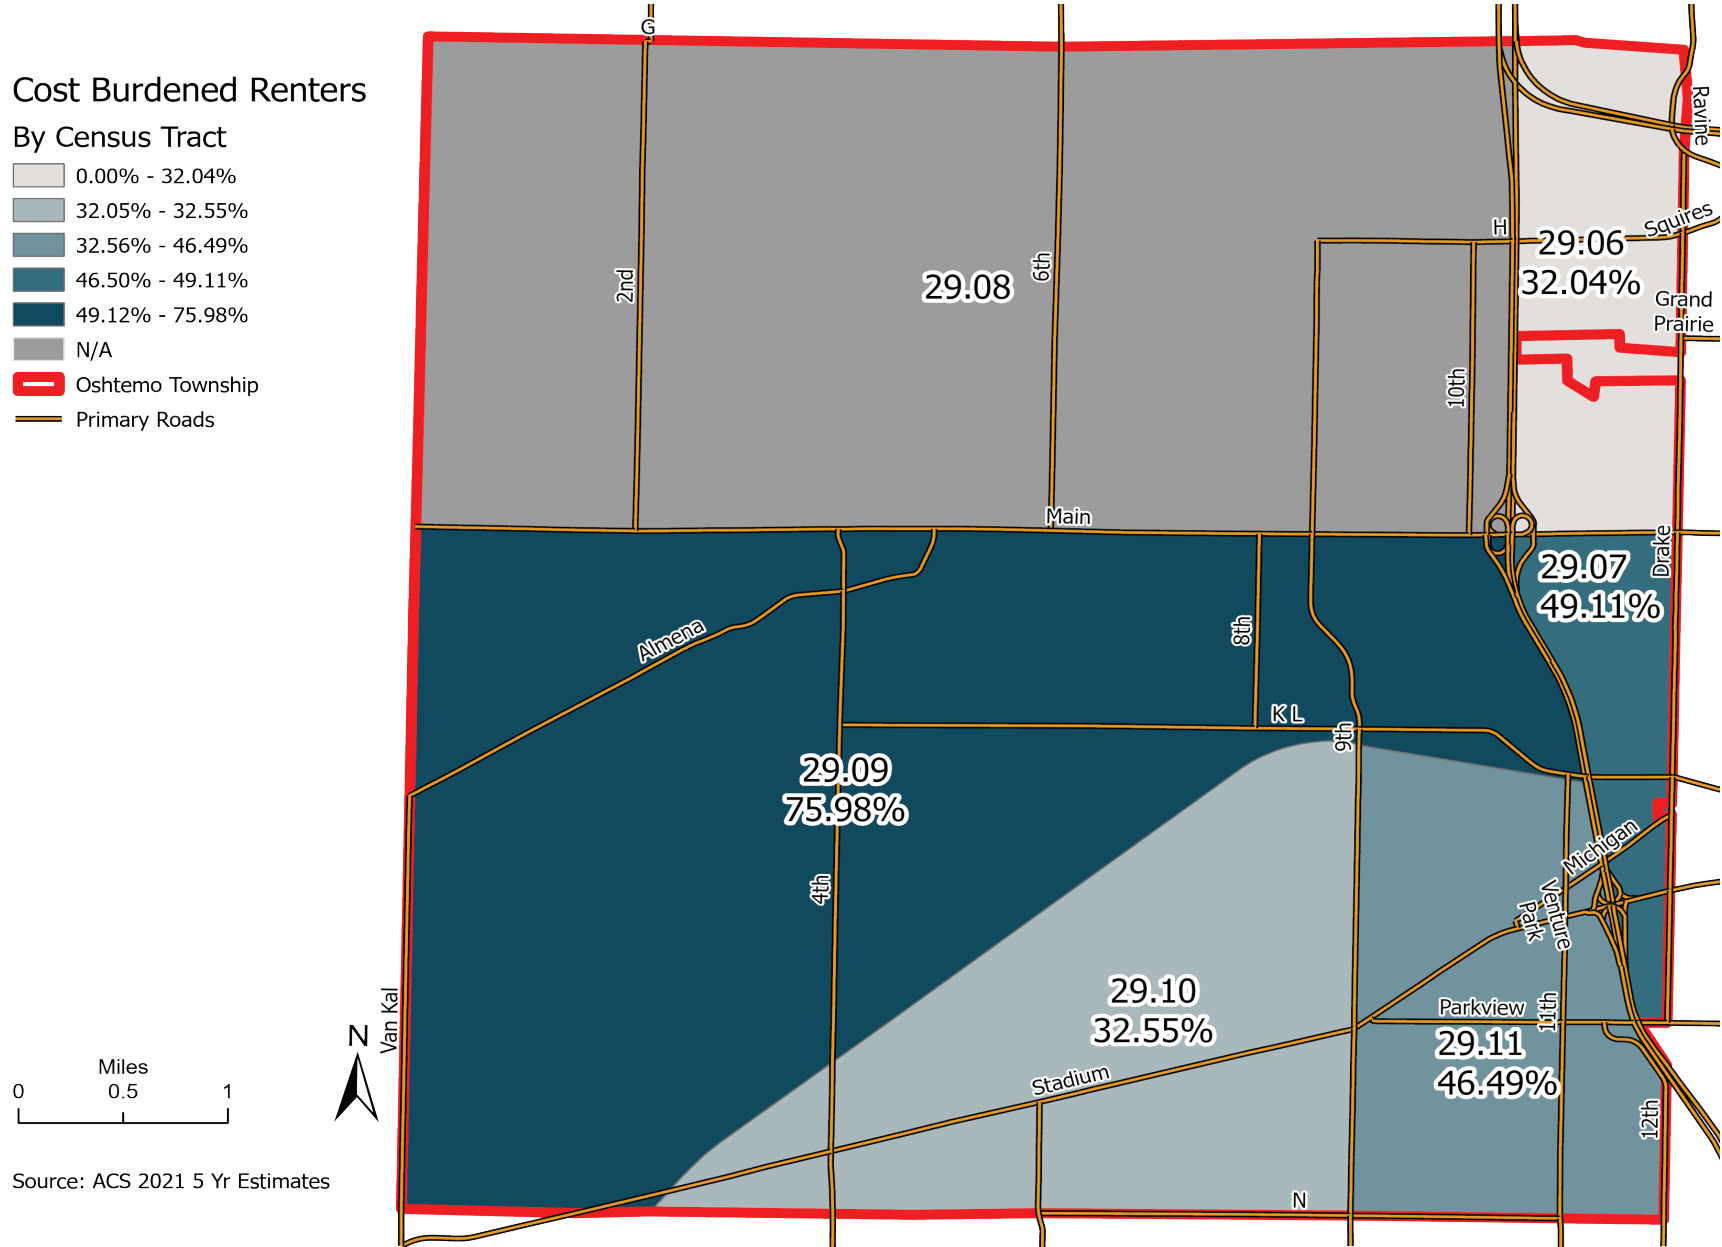 Cost Burdened Renters
By Census Tract
0.00% - 32.04%
32.05% - 32.55%
32.56% - 46.49%
46.50% - 49.11%
49.12% - 75.98%
N/A
Oshtemo Township
Primary Roads
G
Ravine
Squires
H
29.06
32.04%
2nd
6th
29.08
Grand
Prairie
10th
Main
Drake
29.07
49.11%
Almena
8th
K L
9th
29.09
75.98%
4th
Michigan
Venture
Park
29.10
32.55%
Parkview
11th
29.11
46.49%
Stadium
12th
Van Kal
N
N
Miles
0 0.5 1
Source: ACS 2021 5 Yr Estimates